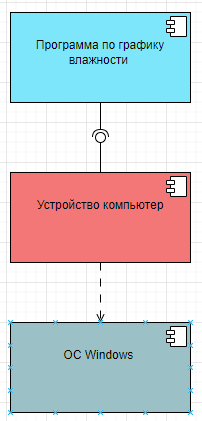 Программа по графику
влажности
Устройство компьютер
ОС Windows